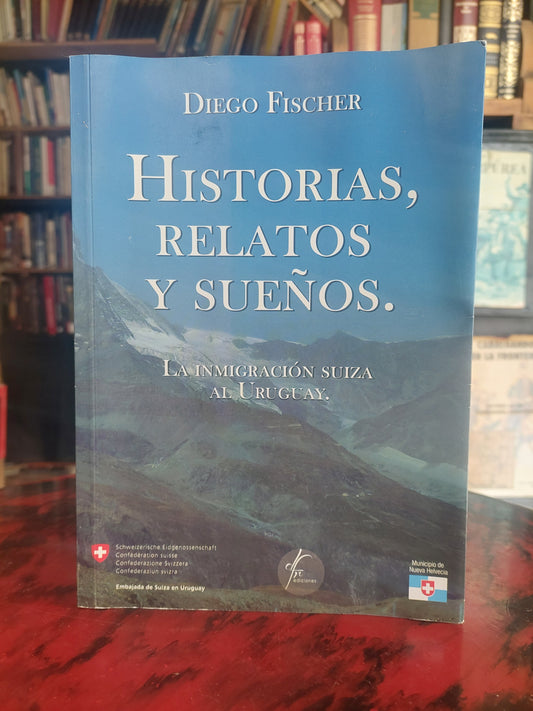 DIEGO FISCHER
HISTORIAS,
RELATOS
Y SUEÑOS.
LA INMIGRACIÓN SUIZA
AL URUGUAY.
Schweizerische Eidgenossenschaft
Confédération suisse
Confederazione Svizzera
Confederaziun svizra
Embajada de Suiza en Uruguay
ediciones
Municipio de
Nueva Helvecia